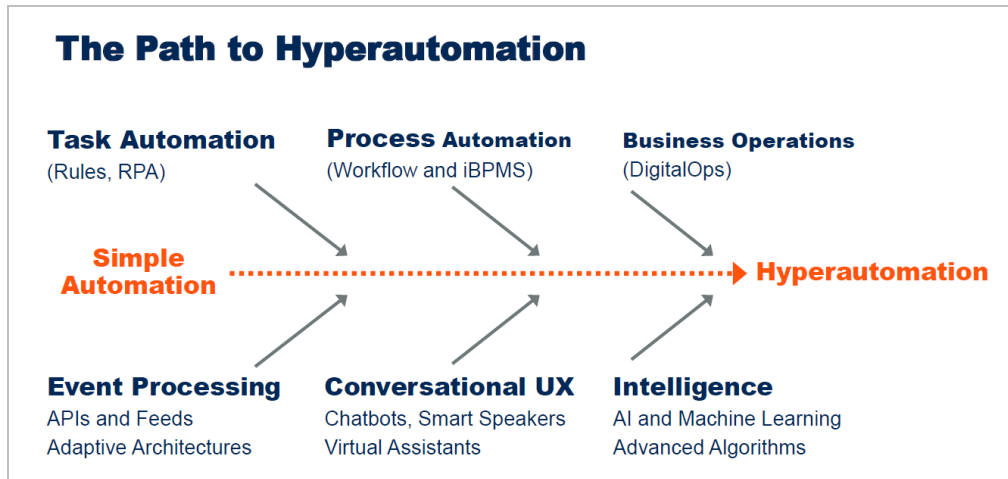 The Path to Hyperautomation
Task Automation
(Rules, RPA)
Process Automation
(Workflow and iBPMS)
Business Operations
(DigitalOps)
Simple
Automation
Hyperautomation
Event Processing
APIs and Feeds
Adaptive Architectures
Conversational UX
Chatbots, Smart Speakers
Virtual Assistants
Intelligence
AI and Machine Learning
Advanced Algorithms